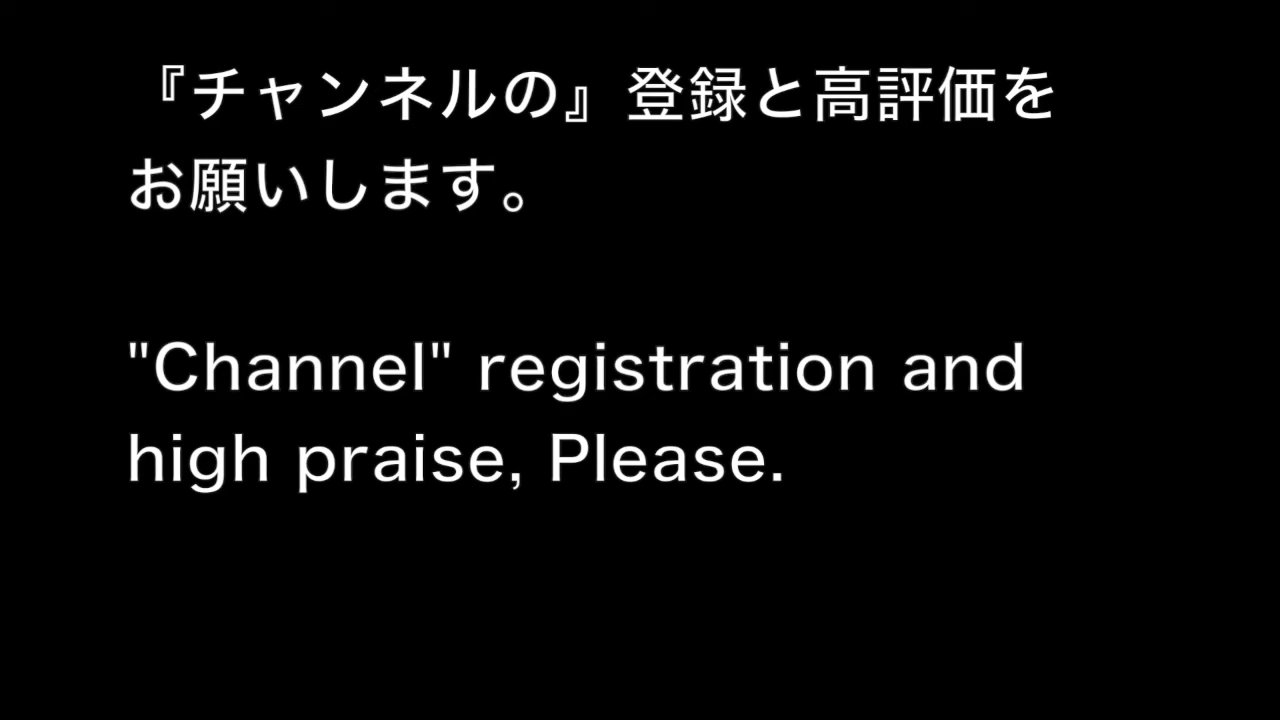 『チャンネルの』登録と高評価を
お願いします。
"Channel" registration and
high praise, Please.